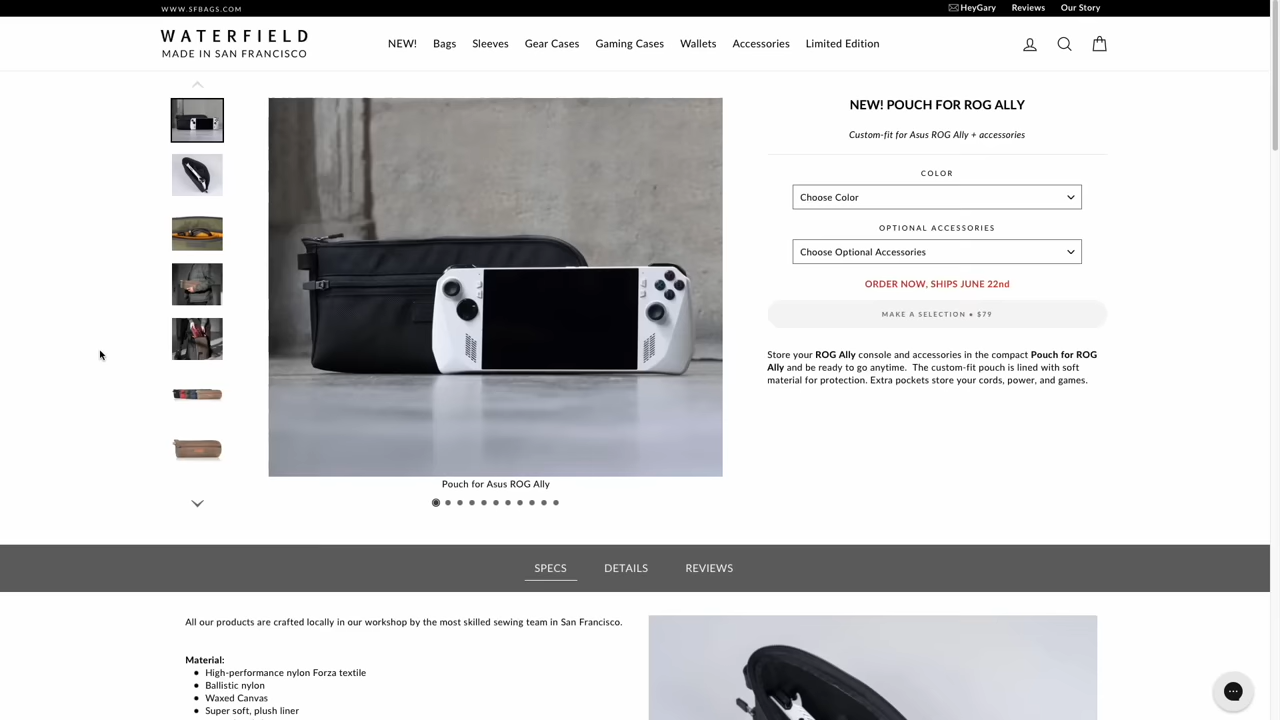 WWW.SFBAGS.COM
HeyGary Reviews Our Story
WATERFIELD
MADE IN SAN FRANCISCO
NEW! Bags Sleeves Gear Cases Gaming Cases Wallets Accessories Limited Edition
NEW! POUCH FOR ROG ALLY
Custom-fit for Asus ROG Ally + accessories
COLOR
Choose Color
OPTIONAL ACCESSORIES
Choose Optional Accessories
ORDER NOW, SHIPS JUNE 22nd
MAKE A SELECTION • $79
Store your ROG Ally console and accessories in the compact Pouch for ROG
Ally and be ready to go anytime. The custom-fit pouch is lined with soft
material for protection. Extra pockets store your cords, power, and games.
Pouch for Asus ROG Ally
SPECS DETAILS REVIEWS
All our products are crafted locally in our workshop by the most skilled sewing team in San Francisco.
Material:
• High-performance nylon Forza textile
• Ballistic nylon
• Waxed Canvas
• Super soft, plush liner